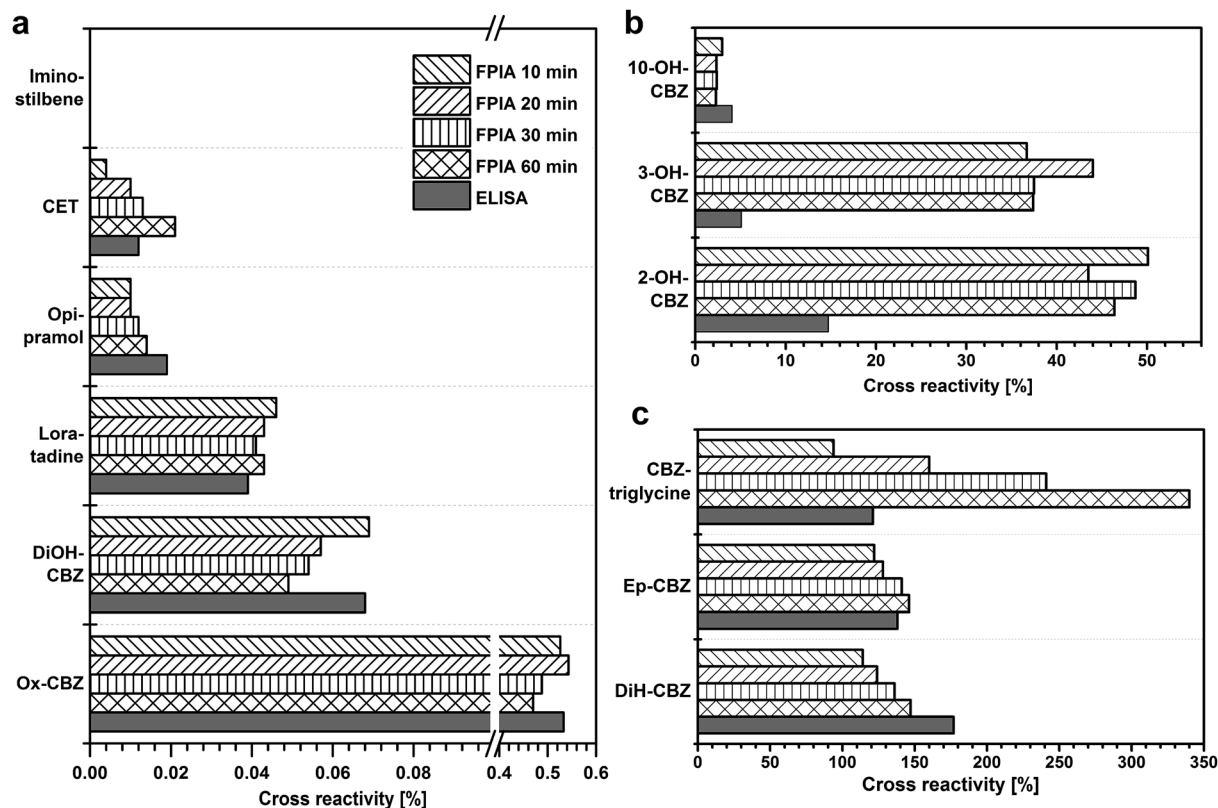 a
Imino-
stilbene
CET
Opi-
pramol
Lora-
tadine
DiOH-
CBZ
Ox-CBZ
FPIA 10 min
FPIA 20 min
FPIA 30 min
FPIA 60 min
ELISA
0.00 0.02 0.04 0.06 0.08 0.4 0.5 0.6
Cross reactivity [%]
b
10-OH-
CBZ
3-OH-
CBZ
2-OH-
CBZ
0 10 20 30 40 50
Cross reactivity [%]
c
CBZ-
triglycine
Ep-CBZ
DiH-CBZ
0 50 100 150 200 250 300 350
Cross reactivity [%]